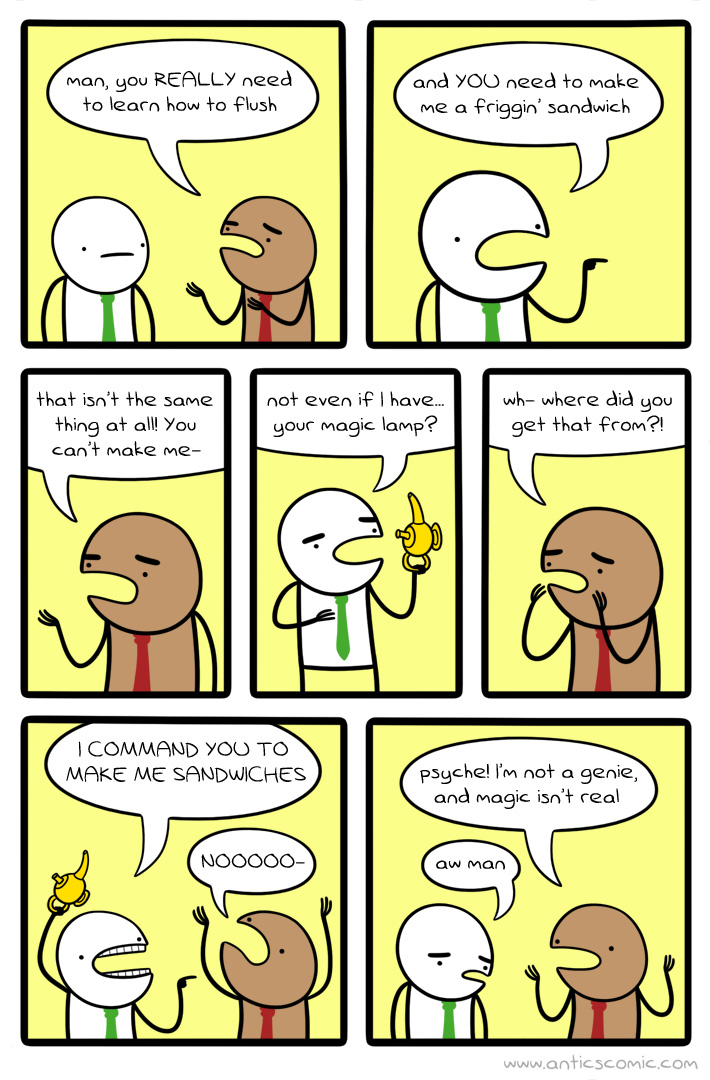 man, you REALLY need
to learn how to flush
and YOU need to make
me a friggin' sandwich
that isn't the same
thing at all! You
can't make me-
not even if I have...
your magic lamp?
wh- where did you
get that from?!
I COMMAND YOU TO
MAKE ME SANDWICHES
NOOOOO-
psyche! I'm not a genie,
and magic isn't real
aw man
www.anticscomic.com